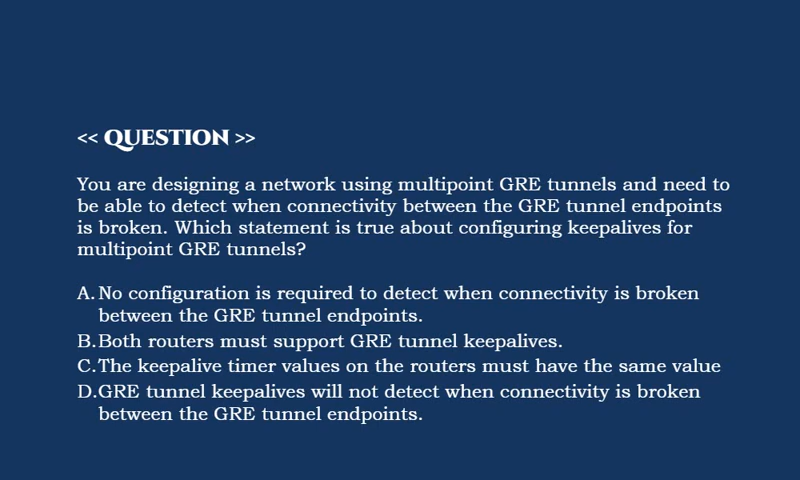 << QUESTION >>
You are designing a network using multipoint GRE tunnels and need to
be able to detect when connectivity between the GRE tunnel endpoints
is broken. Which statement is true about configuring keepalives for
multipoint GRE tunnels?
A. No configuration is required to detect when connectivity is broken
between the GRE tunnel endpoints.
B. Both routers must support GRE tunnel keepalives.
C. The keepalive timer values on the routers must have the same value
D. GRE tunnel keepalives will not detect when connectivity is broken
between the GRE tunnel endpoints.